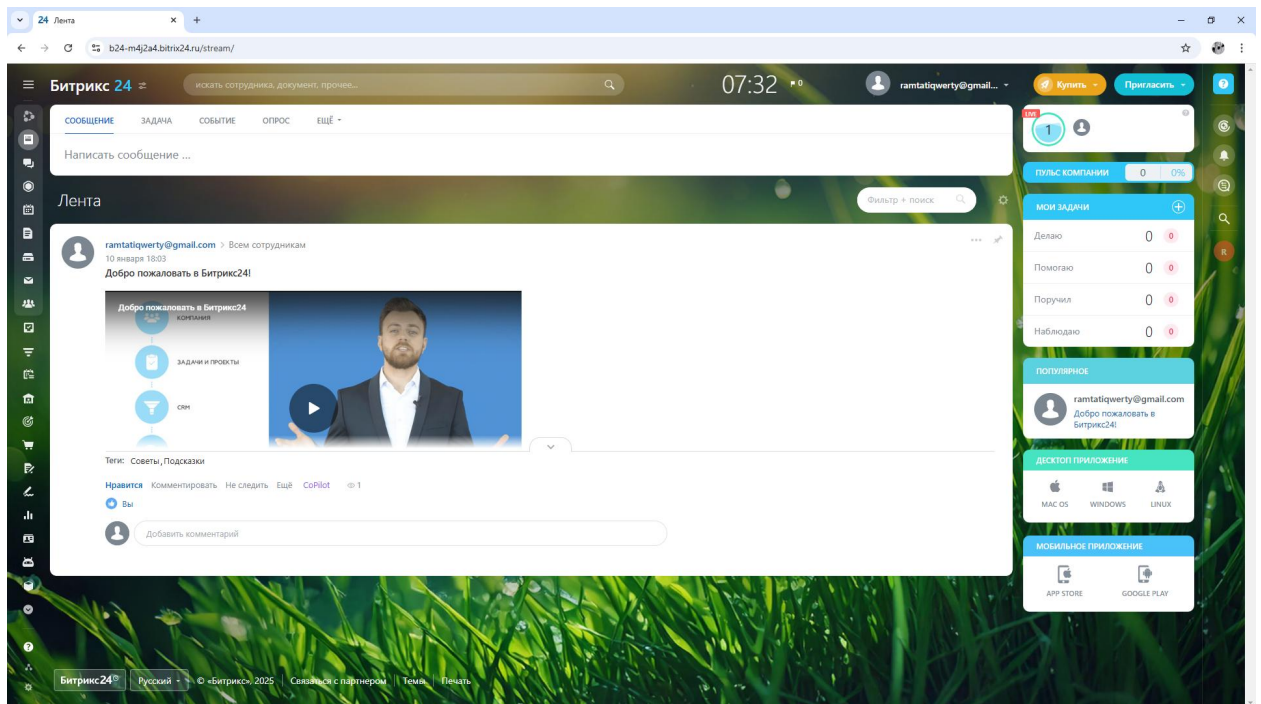 24 Лента
b24-m4j2a4.bitrix24.ru/stream/
Битрикс 24
искать сотрудника, документ, прочее...
07:32
0
ramtatiqwerty@gmail...
Купить
Пригласить
СООБЩЕНИЕ ЗАДАЧА СОБЫТИЕ ОПРОС ЕЩЁ
Написать сообщение ...
LIVE
1
ПУЛЬС КОМПАНИИ 0 0%
Лента
Фильтр + поиск
МОИ ЗАДАЧИ
Делаю 0 0
Помогаю 0 0
Поручил 0 0
Наблюдаю 0 0
R
ramtatiqwerty@gmail.com > Всем сотрудникам
10 января 18:03
Добро пожаловать в Битрикс24!
Добро пожаловать в Битрикс24
КОМПАНИЯ
ЗАДАЧИ И ПРОЕКТЫ
CRM
Теги: Советы, Подсказки
Нравится Комментировать Не следить Ещё CoPilot 1
Вы
Добавить комментарий
ПОПУЛЯРНОЕ
ramtatiqwerty@gmail.com
Добро пожаловать в
Битрикс24!
ДЕСКТОП ПРИЛОЖЕНИЕ
MAC OS WINDOWS LINUX
МОБИЛЬНОЕ ПРИЛОЖЕНИЕ
APP STORE GOOGLE PLAY
Битрикс24 Русский © «Битрикс», 2025 Связаться с партнером Темы Печать